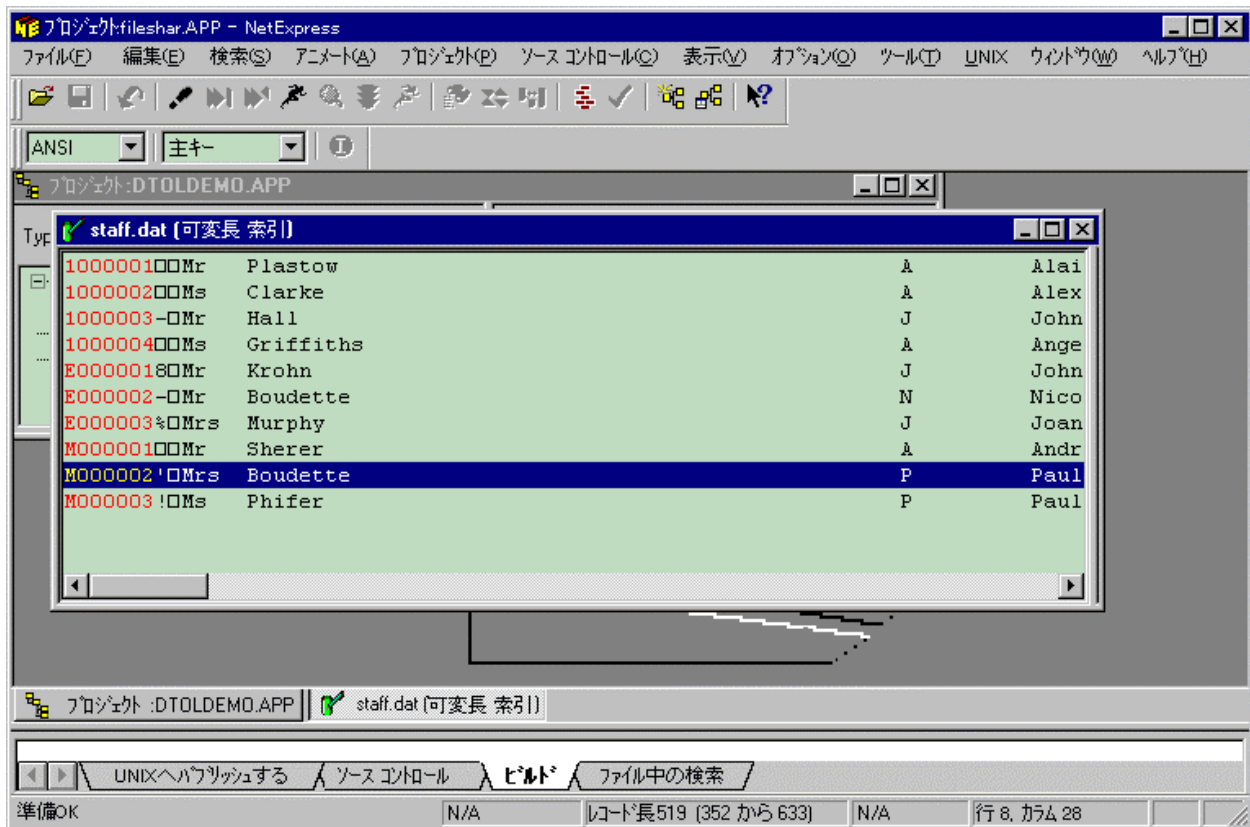 ﾌﾟﾛｼﾞｪｸﾄ:fileshar.APP - NetExpress
ﾌｧｲﾙ(F) 編集(E) 検索(S) ｱﾆﾒｰﾄ(A) ﾌﾟﾛｼﾞｪｸﾄ(P) ｿｰｽ ｺﾝﾄﾛｰﾙ(C) 表示(V) ｵﾌﾟｼｮﾝ(O) ﾂｰﾙ(T) UNIX ｳｨﾝﾄﾞｳ(W) ﾍﾙﾌﾟ(H)
ANSI 主ｷｰ
ﾌﾟﾛｼﾞｪｸﾄ:DTOLDEMO.APP
Typ
staff.dat (可変長 索引)
1000001□□Mr Plastow A Alai
1000002□□Ms Clarke A Alex
1000003-□Mr Hall J John
1000004□□Ms Griffiths A Ange
E0000018□Mr Krohn J John
E000002-□Mr Boudette N Nico
E000003%□Mrs Murphy J Joan
M000001□□Mr Sherer A Andr
M000002'□Mrs Boudette P Paul
M000003!□Ms Phifer P Paul
ﾌﾟﾛｼﾞｪｸﾄ :DTOLDEMO.APP staff.dat (可変長 索引)
UNIXへﾊﾟﾌﾞﾘｯｼｭする ｿｰｽ ｺﾝﾄﾛｰﾙ ﾋﾞﾙﾄﾞ ﾌｧｲﾙ中の検索
準備OK N/A ﾚｺｰﾄﾞ長519 (352 から 633) N/A 行 8, ｶﾗﾑ 28